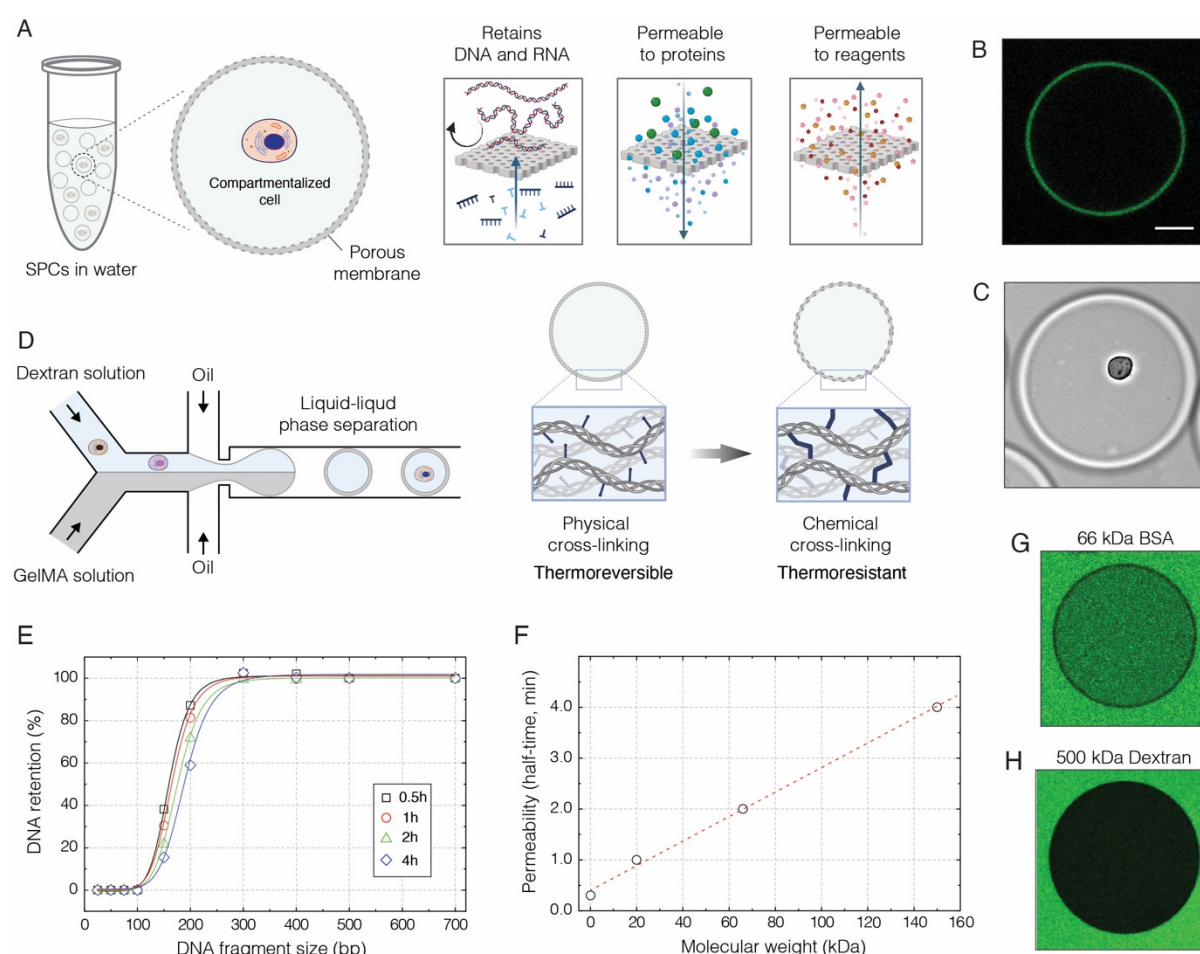 A
Retains
DNA and RNA
Permeable
to proteins
Permeable
to reagents
Compartmentalized
cell
Porous
membrane
SPCs in water
B
C
D
Dextran solution
Oil
Liquid-liqud
phase separation
GelMA solution
Oil
Physical
cross-linking
Thermoreversible
Chemical
cross-linking
Thermoresistant
E
DNA retention (%)
100
80
60
40
20
0
0.5h
1h
2h
4h
0 100 200 300 400 500 600 700
DNA fragment size (bp)
F
Permeability (half-time, min)
4.0
3.0
2.0
1.0
0.0
0 20 40 60 80 100 120 140 160
Molecular weight (kDa)
G
66 kDa BSA
H
500 kDa Dextran